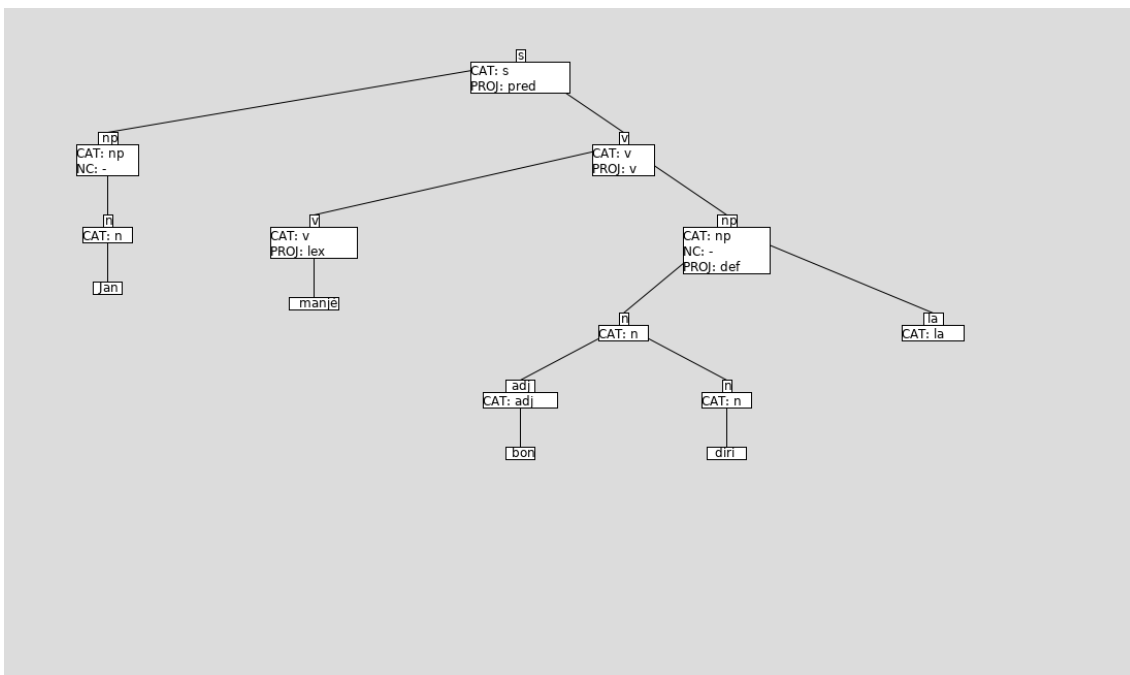 s
CAT: s
PROJ: pred
np
CAT: np
NC: -
v
CAT: v
PROJ: v
n
CAT: n
v
CAT: v
PROJ: lex
np
CAT: np
NC: -
PROJ: def
Jan
manjé
n
CAT: n
la
CAT: la
adj
CAT: adj
n
CAT: n
bon
diri